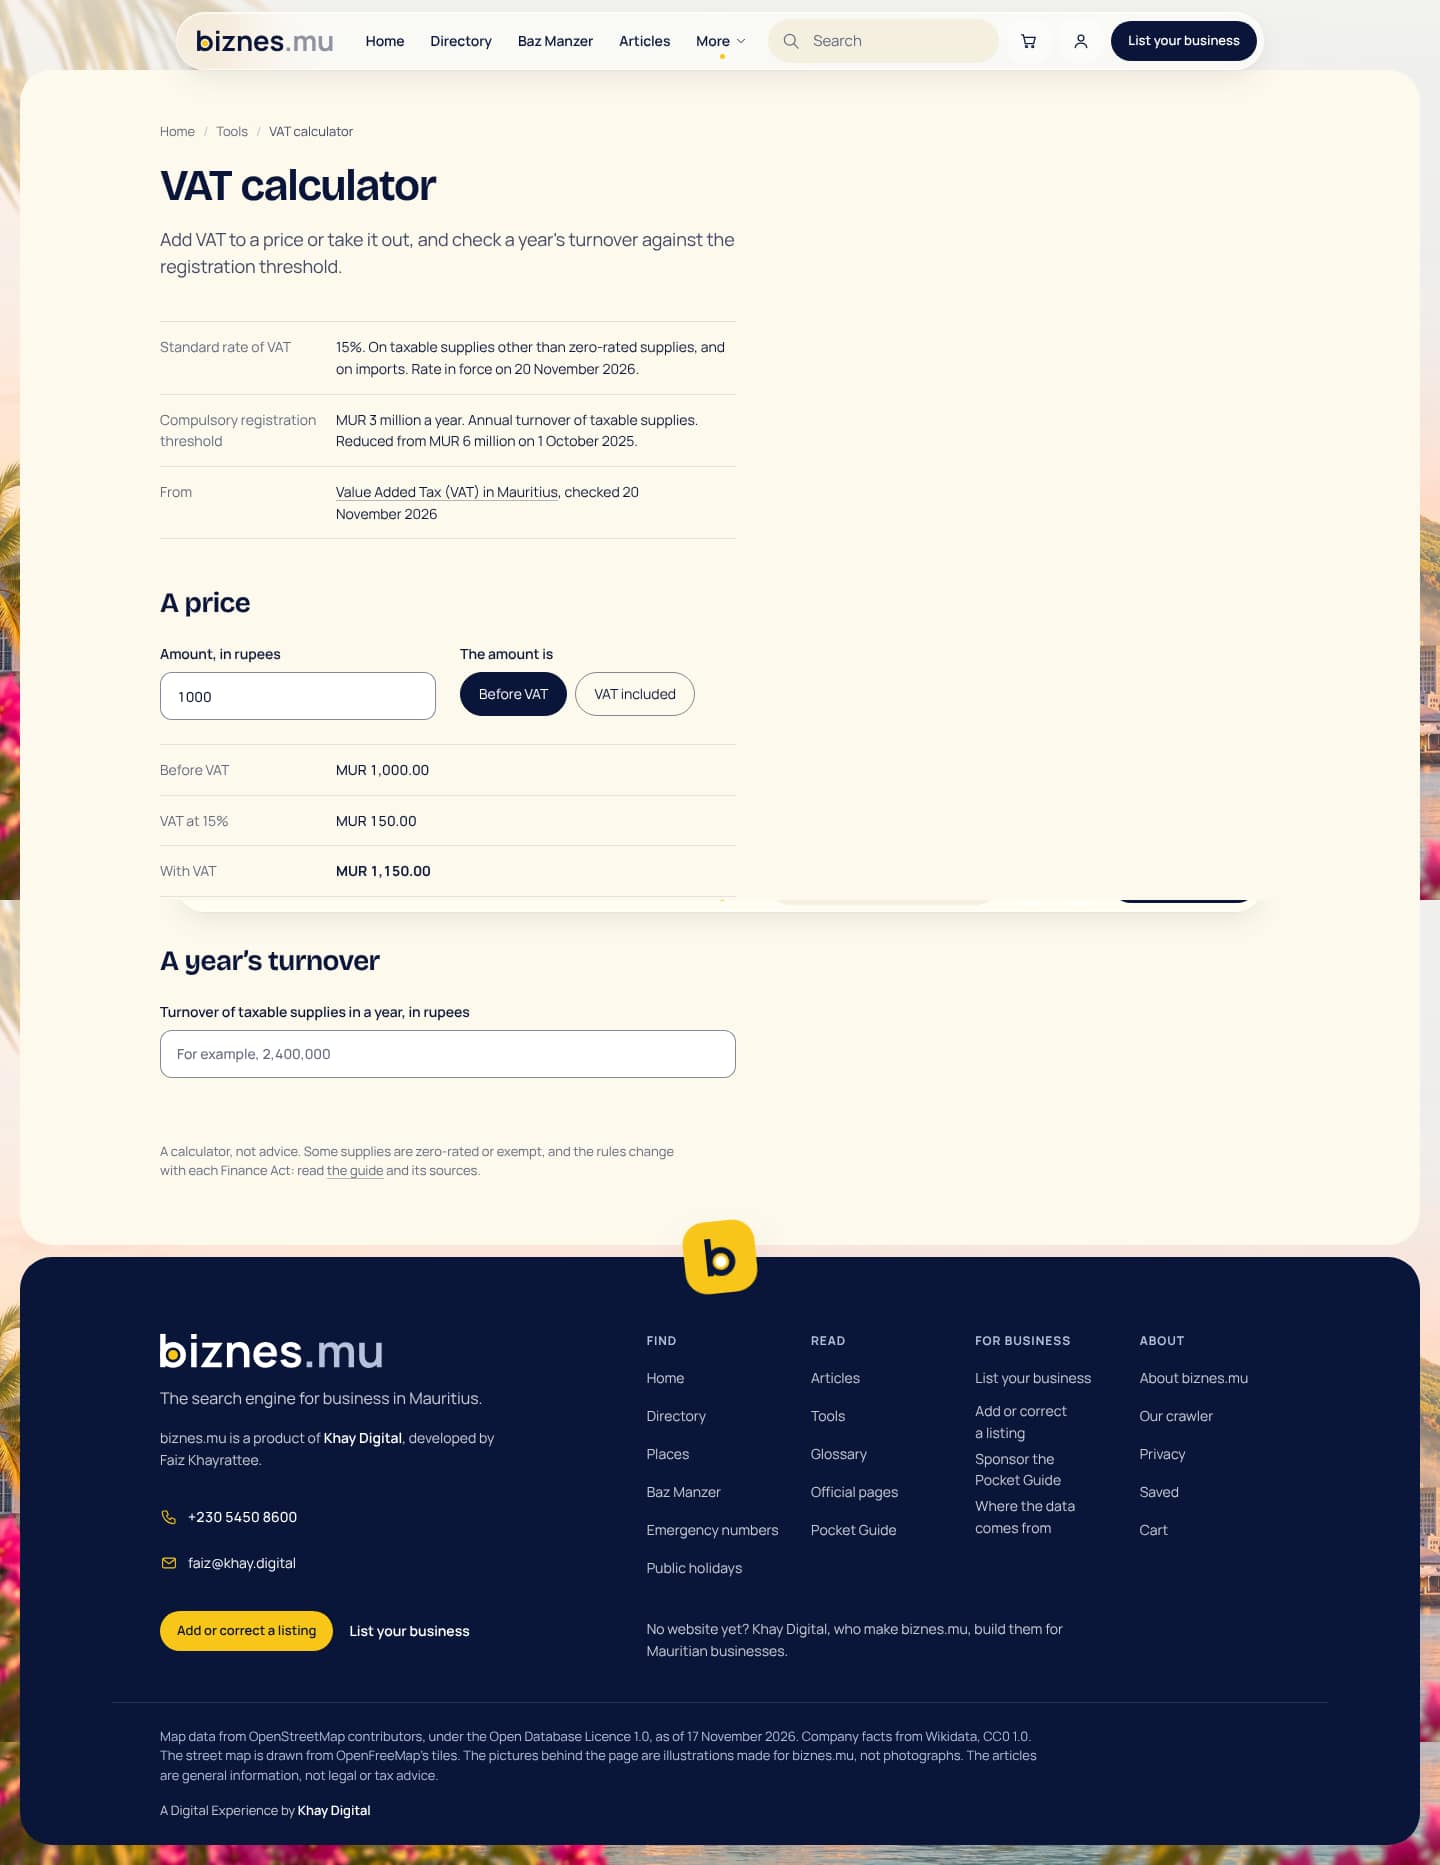 biznes.mu
Home
Directory
Baz Manzer
Articles
More
Search
List your business
Home / Tools / VAT calculator
VAT calculator
Add VAT to a price or take it out, and check a year's turnover against the
registration threshold.
Standard rate of VAT
15%. On taxable supplies other than zero-rated supplies, and
on imports. Rate in force on 20 November 2026.
Compulsory registration
threshold
MUR 3 million a year. Annual turnover of taxable supplies.
Reduced from MUR 6 million on 1 October 2025.
From
Value Added Tax (VAT) in Mauritius, checked 20
November 2026
A price
Amount, in rupees
1000
The amount is
Before VAT
VAT included
Before VAT
MUR 1,000.00
VAT at 15%
MUR 150.00
With VAT
MUR 1,150.00
A year's turnover
Turnover of taxable supplies in a year, in rupees
For example, 2,400,000
A calculator, not advice. Some supplies are zero-rated or exempt, and the rules change
with each Finance Act: read the guide and its sources.
b
biznes.mu
The search engine for business in Mauritius.
biznes.mu is a product of Khay Digital, developed by
Faiz Khayrattee.
+230 5450 8600
faiz@khay.digital
Add or correct a listing
List your business
FIND
Home
Directory
Places
Baz Manzer
Emergency numbers
Public holidays
READ
Articles
Tools
Glossary
Official pages
Pocket Guide
FOR BUSINESS
List your business
Add or correct
a listing
Sponsor the
Pocket Guide
Where the data
comes from
ABOUT
About biznes.mu
Our crawler
Privacy
Saved
Cart
No website yet? Khay Digital, who make biznes.mu, build them for
Mauritian businesses.
Map data from OpenStreetMap contributors, under the Open Database Licence 1.0, as of 17 November 2026. Company facts from Wikidata, CC0 1.0.
The street map is drawn from OpenFreeMap's tiles. The pictures behind the page are illustrations made for biznes.mu, not photographs. The articles
are general information, not legal or tax advice.
A Digital Experience by Khay Digital